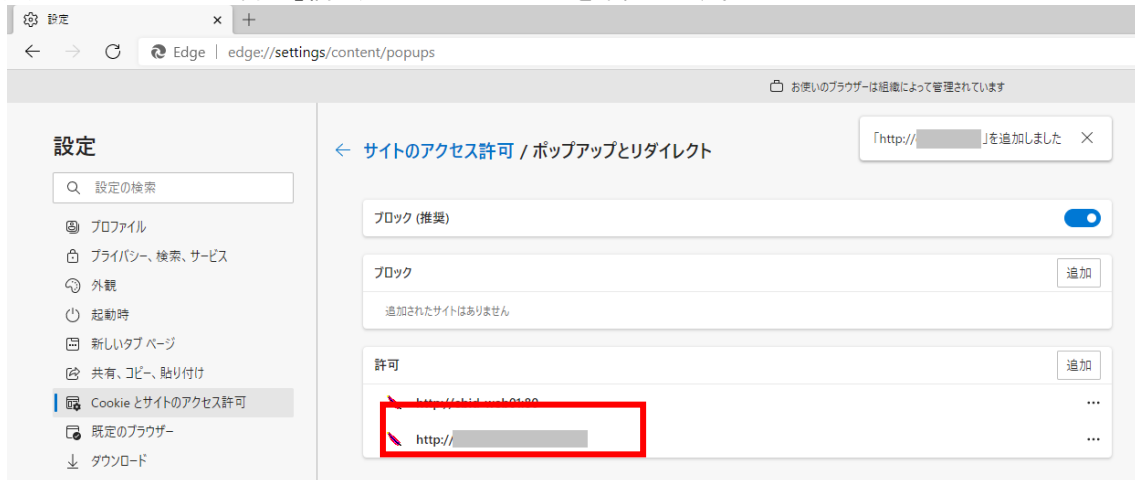 設定
Edge | edge://settings/content/popups
お使いのブラウザーは組織によって管理されています
設定
サイトのアクセス許可 / ポップアップとリダイレクト
「http:// 」を追加しました
設定の検索
プロファイル
プライバシー、検索、サービス
外観
起動時
新しいタブ ページ
共有、コピー、貼り付け
Cookie とサイトのアクセス許可
既定のブラウザー
ダウンロード
ブロック (推奨)
ブロック
追加
追加されたサイトはありません
許可
追加
http://